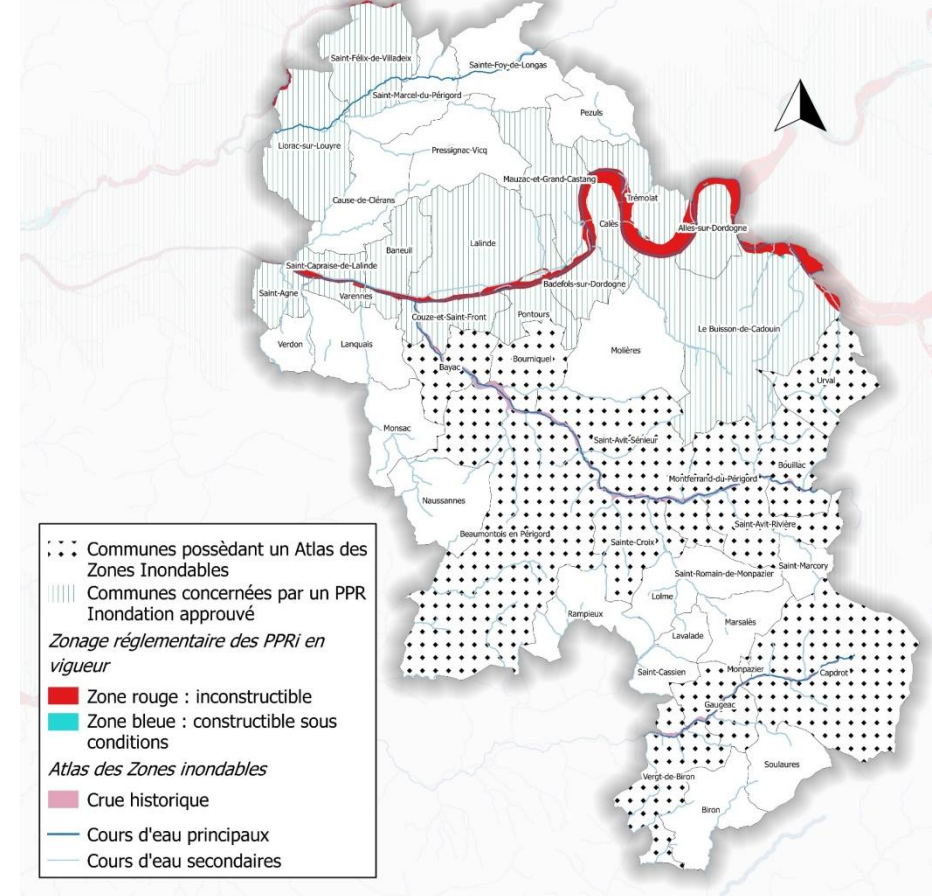 Saint-Félix-de-Villadeix
Sainte-Foy-de-Longas
Saint-Marcel-du-Périgord
Pezuls
Liorac-sur-Louyre
Pressignac-Vicq
Mauzac-et-Grand-Castang
Trémolat
Cause-de-Clérans
Calès
Alles-sur-Dordogne
Lalinde
Baneuil
Saint-Capraise-de-Lalinde
Badefols-sur-Dordogne
Saint-Agne
Varennes
Couze-et-Saint-Front
Pontours
Le Buisson-de-Cadouin
Verdon
Lanquais
Molières
Bourniquel
Bayac
Urval
Monsac
Saint-Avit-Sénieur
Bouillac
Montferrand-du-Périgord
Naussannes
Saint-Avit-Rivière
Beaumontois en Périgord
Sainte-Croix
Saint-Marcory
Saint-Romain-de-Monpazier
Lolme
Rampieux
Marsalès
Lavalade
Saint-Cassien
Monpazier
Capdrot
Gaugeac
Soulaures
Vergt-de-Biron
Biron
Communes possèdant un Atlas des
Zones Inondables
Communes concernées par un PPR
Inondation approuvé
Zonage réglementaire des PPRi en
vigueur
Zone rouge : inconstructible
Zone bleue : constructible sous
conditions
Atlas des Zones inondables
Crue historique
Cours d'eau principaux
Cours d'eau secondaires